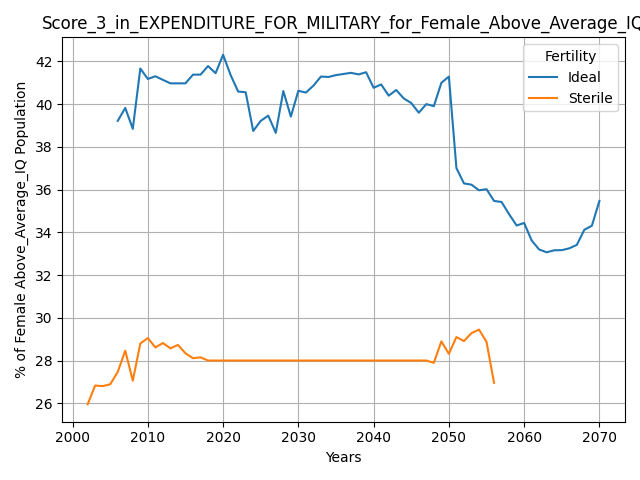 Score_3_in_EXPENDITURE_FOR_MILITARY_for_Female_Above_Average_IQ
Fertility
Ideal
Sterile
% of Female Above_Average_IQ Population
42
40
38
36
34
32
30
28
26
2000
2010
2020
2030
2040
2050
2060
2070
Years